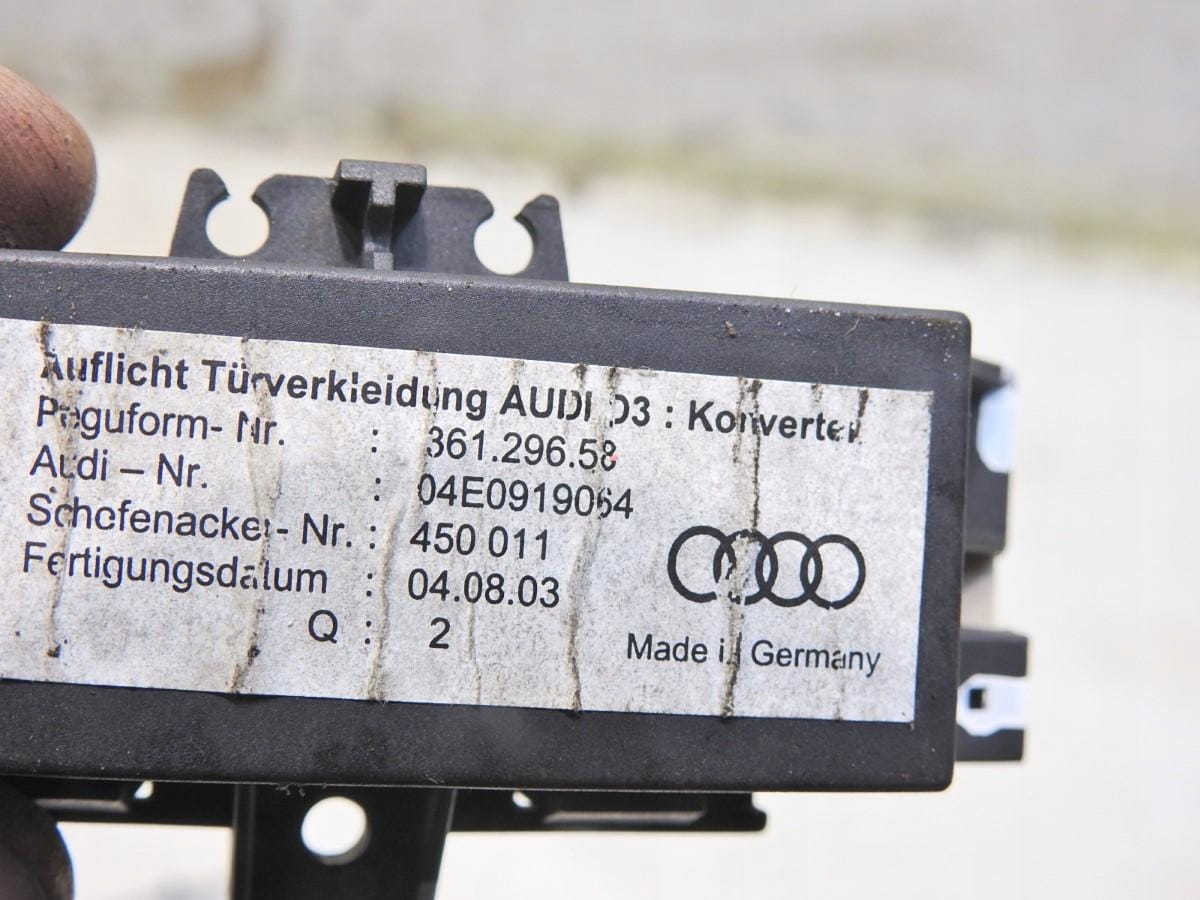 Auflicht Türverkleidung AUDI D3 : Konverter
Peguform- Nr. : 861.296.58
Audi – Nr. : 04E0919064
Schefenacker- Nr. : 450 011
Fertigungsdatum : 04.08.03
Q : 2
Made in Germany